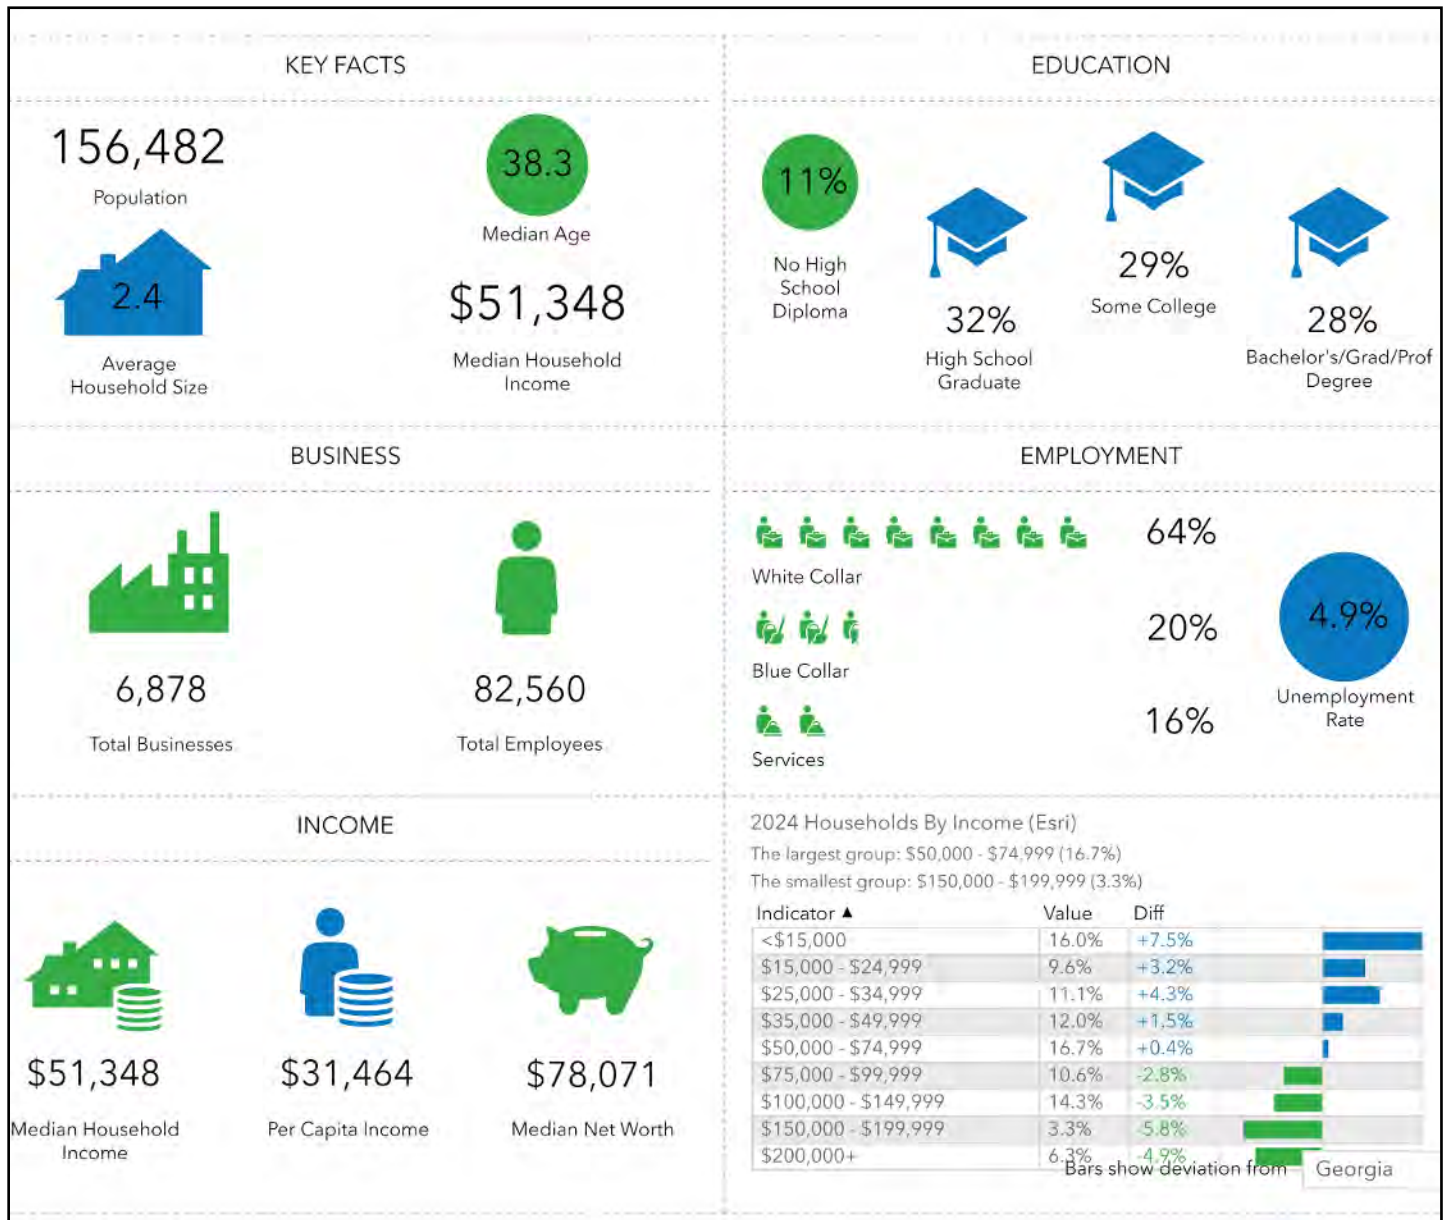 KEY FACTS
156,482
Population
38.3
Median Age
2.4
Average
Household Size
$51,348
Median Household
Income
EDUCATION
11%
No High
School
Diploma
32%
High School
Graduate
29%
Some College
28%
Bachelor's/Grad/Prof
Degree
BUSINESS
6,878
Total Businesses
82,560
Total Employees
EMPLOYMENT
64%
White Collar
20%
Blue Collar
16%
Services
4.9%
Unemployment
Rate
INCOME
$51,348
Median Household
Income
$31,464
Per Capita Income
$78,071
Median Net Worth
2024 Households By Income (Esri)
The largest group: $50,000 - $74,999 (16.7%)
The smallest group: $150,000 - $199,999 (3.3%)
Indicator ▲ Value Diff
<$15,000 16.0% +7.5%
$15,000 - $24,999 9.6% +3.2%
$25,000 - $34,999 11.1% +4.3%
$35,000 - $49,999 12.0% +1.5%
$50,000 - $74,999 16.7% +0.4%
$75,000 - $99,999 10.6% -2.8%
$100,000 - $149,999 14.3% -3.5%
$150,000 - $199,999 3.3% -5.8%
$200,000+ 6.3% -4.9%
Bars show deviation from Georgia